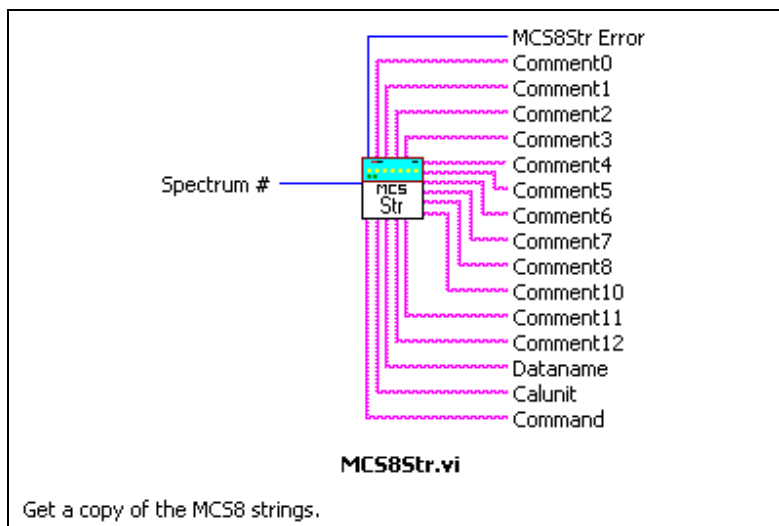 MCS8Str Error
Comment0
Comment1
Comment2
Comment3
Comment4
Spectrum #
Comment5
MCS
Str
Comment6
Comment7
Comment8
Comment10
Comment11
Comment12
Dataname
Calunit
Command
MCS8Str.vi
Get a copy of the MCS8 strings.